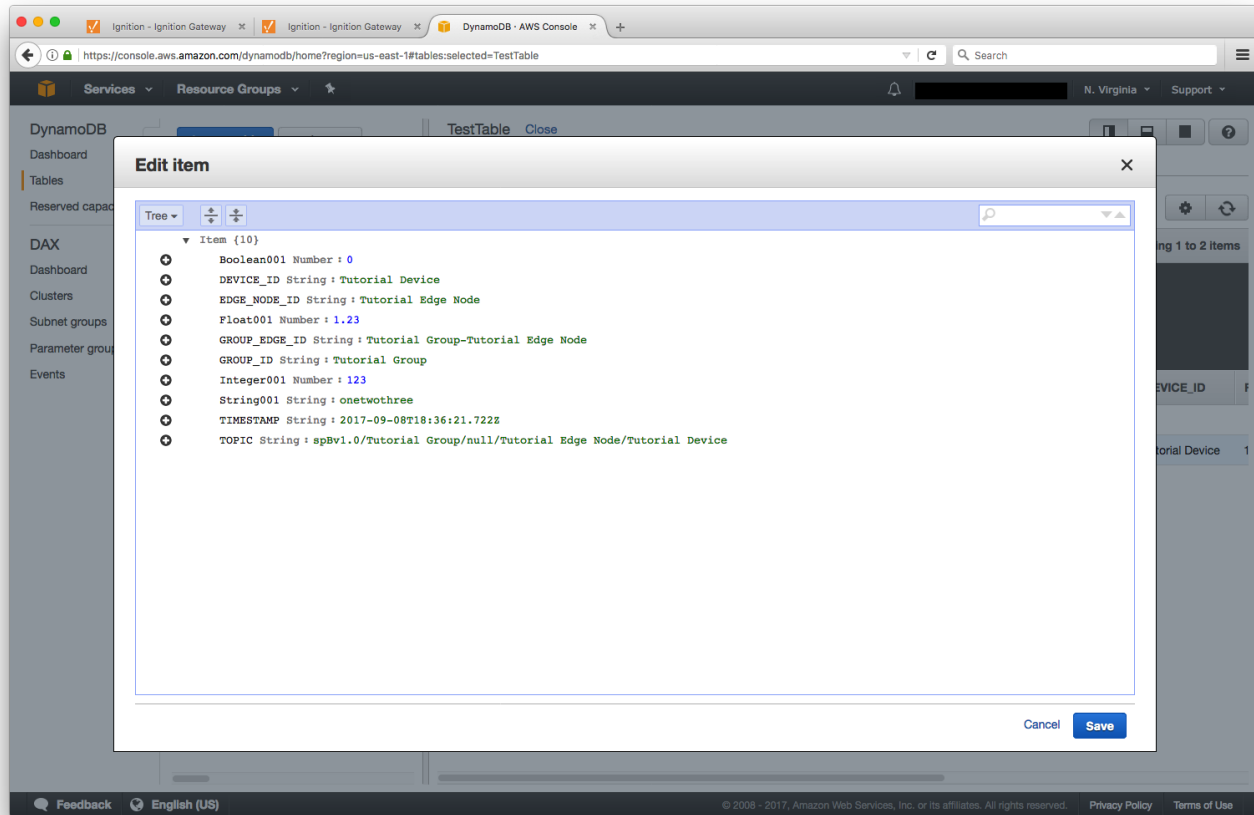 Ignition - Ignition Gateway × Ignition - Ignition Gateway × DynamoDB · AWS Console × +
https://console.aws.amazon.com/dynamodb/home?region=us-east-1#tables:selected=TestTable Search
Services Resource Groups N. Virginia Support
DynamoDB
TestTable Close
Dashboard
Tables
Reserved capac
DAX
Dashboard
Clusters
Subnet groups
Parameter group
Events
Edit item ×
Tree
Item {10}
Boolean001 Number : 0
DEVICE_ID String : Tutorial Device
EDGE_NODE_ID String : Tutorial Edge Node
Float001 Number : 1.23
GROUP_EDGE_ID String : Tutorial Group-Tutorial Edge Node
GROUP_ID String : Tutorial Group
Integer001 Number : 123
String001 String : onetwothree
TIMESTAMP String : 2017-09-08T18:36:21.722Z
TOPIC String : spBv1.0/Tutorial Group/null/Tutorial Edge Node/Tutorial Device
Cancel Save
ng 1 to 2 items
EVICE_ID
torial Device 1
Feedback English (US) © 2008 - 2017, Amazon Web Services, Inc. or its affiliates. All rights reserved. Privacy Policy Terms of Use